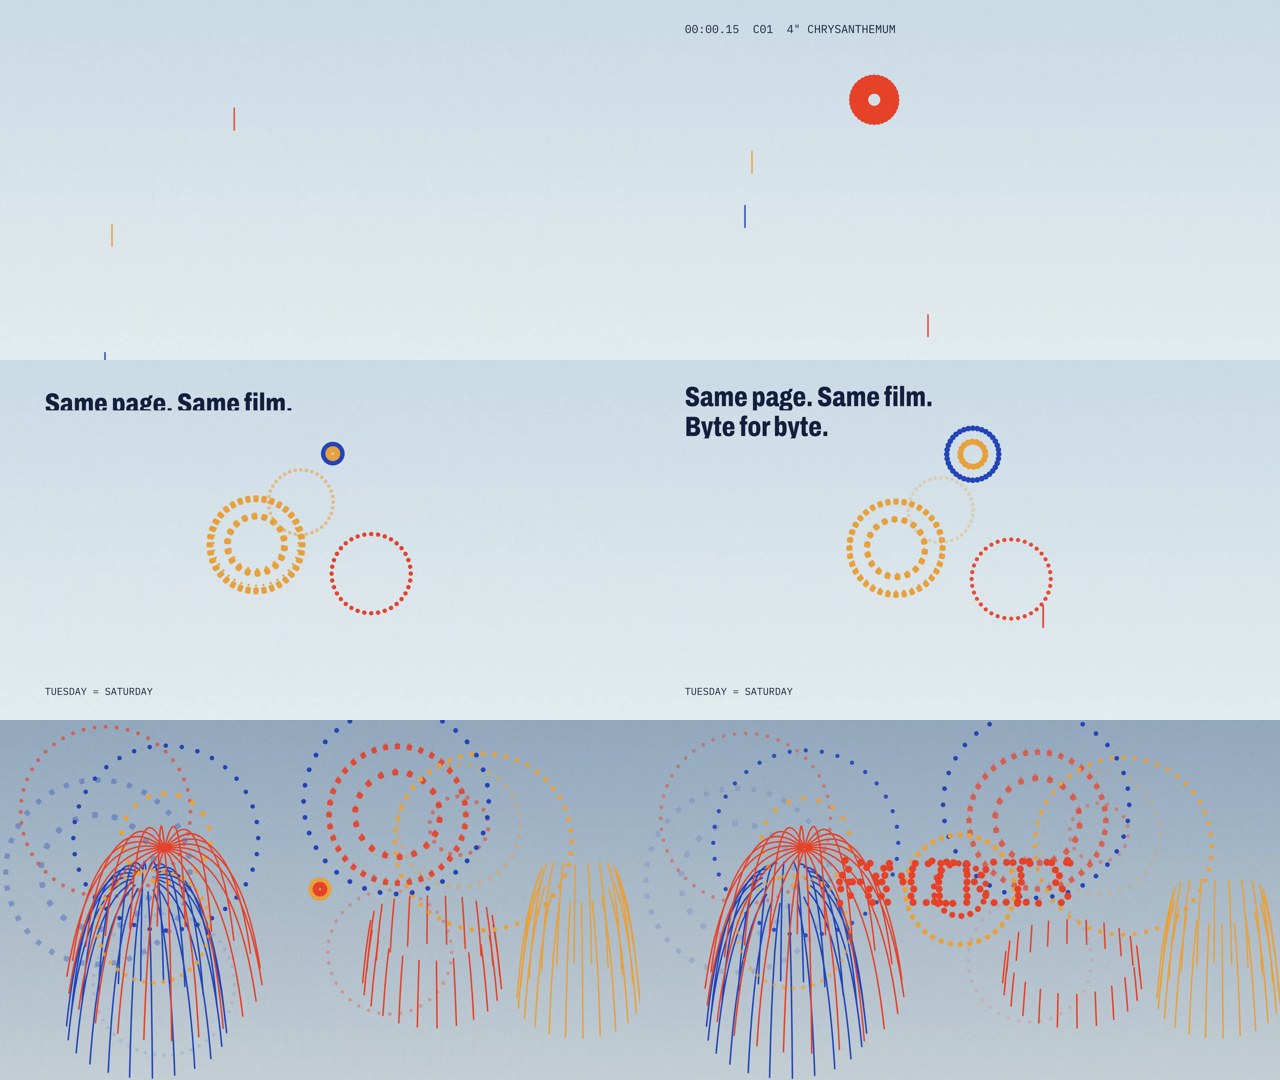 00:00.15 C01 4" CHRYSANTHEMUM
Same page. Same film.
TUESDAY = SATURDAY
Same page. Same film.
Byte for byte.
TUESDAY = SATURDAY